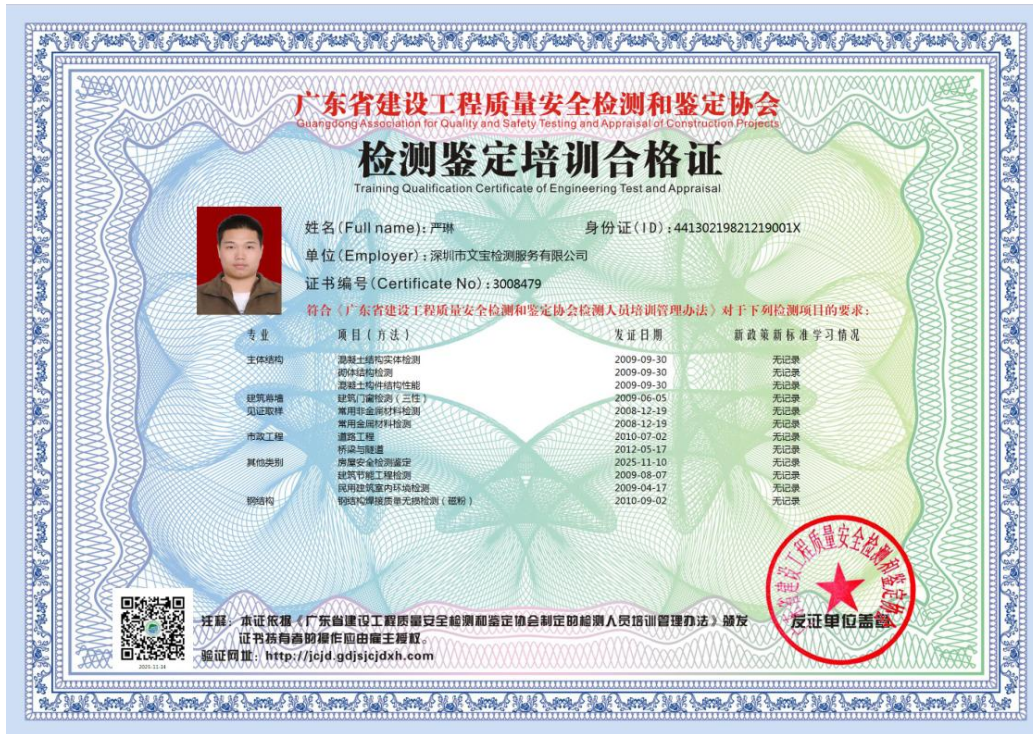 广东省建设工程质量安全检测和鉴定协会
Guangdong Association for Quality and Safety Testing and Appraisal of Construction Projects
检测鉴定培训合格证
Training Qualification Certificate of Engineering Test and Appraisal
姓名(Full name): 严琳 身份证(ID): 44130219821219001X
单位(Employer): 深圳市文宝检测服务有限公司
证书编号(Certificate No): 3008479
符合《广东省建设工程质量安全检测和鉴定协会检测人员培训管理办法》对于下列检测项目的要求:
专业 项目(方法) 发证日期 新政策新标准学习情况
主体结构 混凝土结构实体检测 2009-09-30 无记录
砌体结构检测 2009-09-30 无记录
混凝土构件结构性能 2009-09-30 无记录
建筑幕墙 建筑门窗检测(三性) 2009-06-05 无记录
见证取样 常用非金属材料检测 2008-12-19 无记录
常用金属材料检测 2008-12-19 无记录
市政工程 道路工程 2010-07-02 无记录
桥梁与隧道 2012-05-17 无记录
其他类别 房屋安全检测鉴定 2025-11-10 无记录
建筑节能工程检测 2009-08-07 无记录
民用建筑室内环境检测 2009-04-17 无记录
钢结构 钢结构焊接质量无损检测(磁粉) 2010-09-02 无记录
广东省建设工程质量安全检测和鉴定协会
发证单位盖章
注释: 本证依据《广东省建设工程质量安全检测和鉴定协会制定的检测人员培训管理办法》颁发
证书持有者的操作应由雇主授权。
验证网址: http://jcjd.gdjsjcjdxh.com